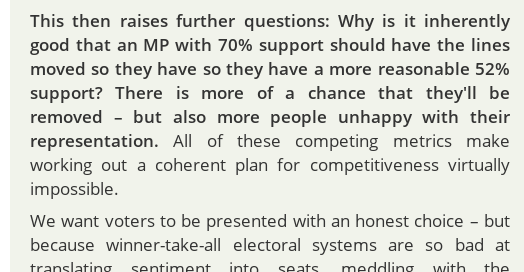 This then raises further questions: Why is it inherently
good that an MP with 70% support should have the lines
moved so they have so they have a more reasonable 52%
support? There is more of a chance that they'll be
removed – but also more people unhappy with their
representation. All of these competing metrics make
working out a coherent plan for competitiveness virtually
impossible.
We want voters to be presented with an honest choice – but
because winner-take-all electoral systems are so bad at
translating sentiment into seats, meddling with the